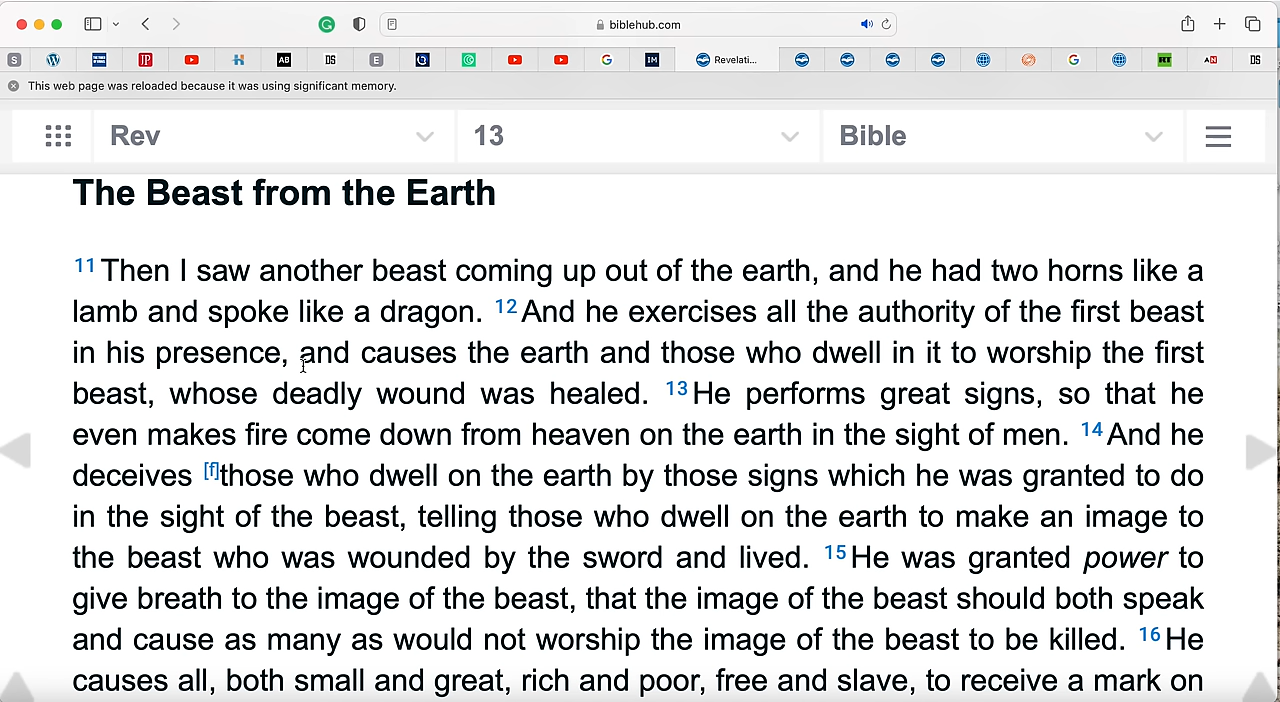 biblehub.com
S W JP H AB DS E G IM Revelati... G RT DS
This web page was reloaded because it was using significant memory.
Rev 13 Bible
The Beast from the Earth
11 Then I saw another beast coming up out of the earth, and he had two horns like a
lamb and spoke like a dragon. 12 And he exercises all the authority of the first beast
in his presence, and causes the earth and those who dwell in it to worship the first
beast, whose deadly wound was healed. 13 He performs great signs, so that he
even makes fire come down from heaven on the earth in the sight of men. 14 And he
deceives [f]those who dwell on the earth by those signs which he was granted to do
in the sight of the beast, telling those who dwell on the earth to make an image to
the beast who was wounded by the sword and lived. 15 He was granted power to
give breath to the image of the beast, that the image of the beast should both speak
and cause as many as would not worship the image of the beast to be killed. 16 He
causes all, both small and great, rich and poor, free and slave, to receive a mark on